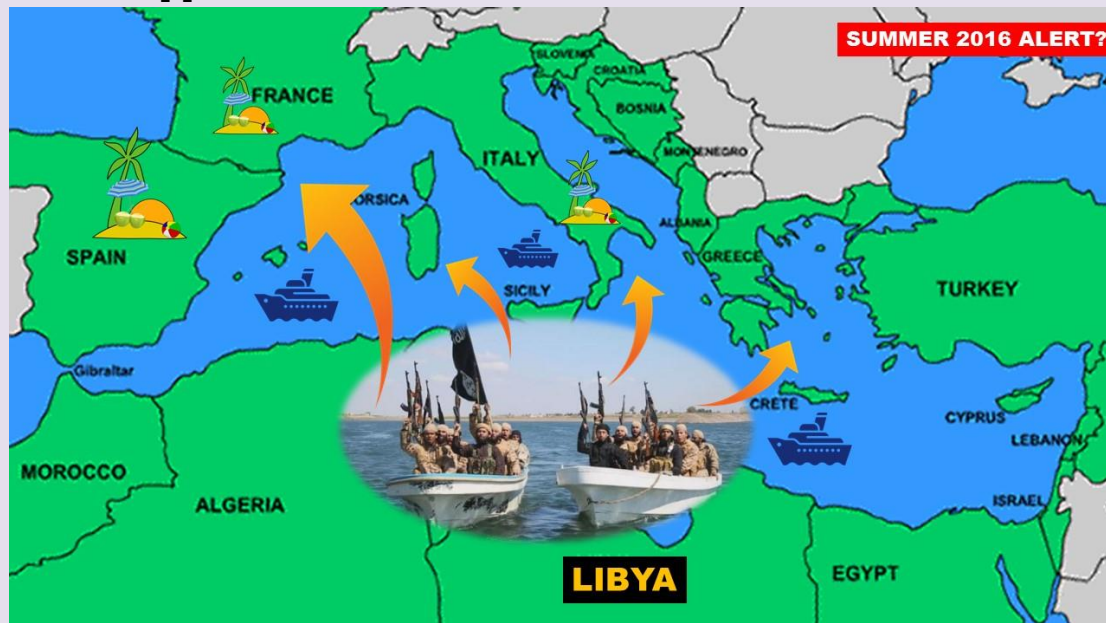 SUMMER 2016 ALERT?
SLOVENIA
CROATIA
FRANCE
BOSNIA
ITALY
MONTENEGRO
ORSICA
ALBANIA
SPAIN
GREECE
SICILY
TURKEY
Gibraltar
CRETE
CYPRUS
LEBANON
MOROCCO
ALGERIA
ISRAEL
LIBYA
EGYPT